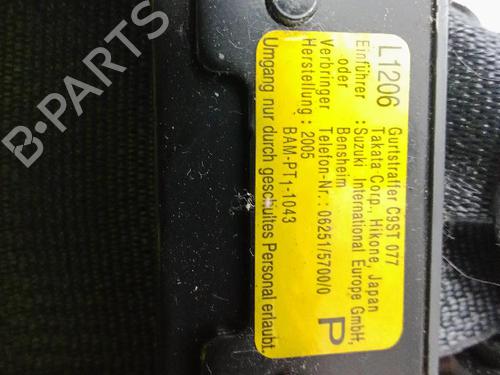 B-PARTS
L1206
Gurtstraffer C9ST 077
Takata Corp., Hikone, Japan
Einführer :Suzuki International Europe GmbH,
oder Bensheim
Verbringer Telefon-Nr.: 06251/5700/0
Herstellung : 2005
BAM-PT1-1043
P
Umgang nur durch geschultes Personal erlaubt.